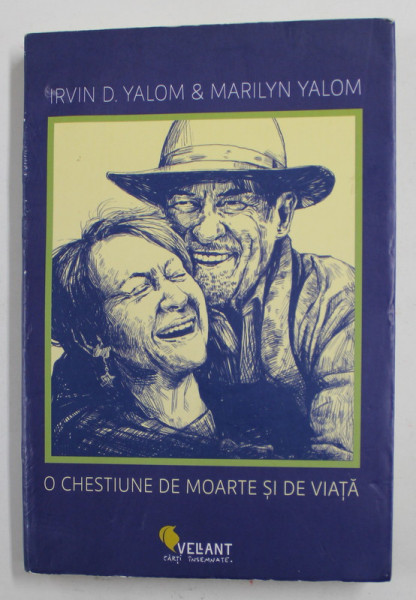 IRVIN D. YALOM & MARILYN YALOM
O CHESTIUNE DE MOARTE ȘI DE VIAȚĂ
VELLANT
CĂRȚI ÎNSEMNATE.